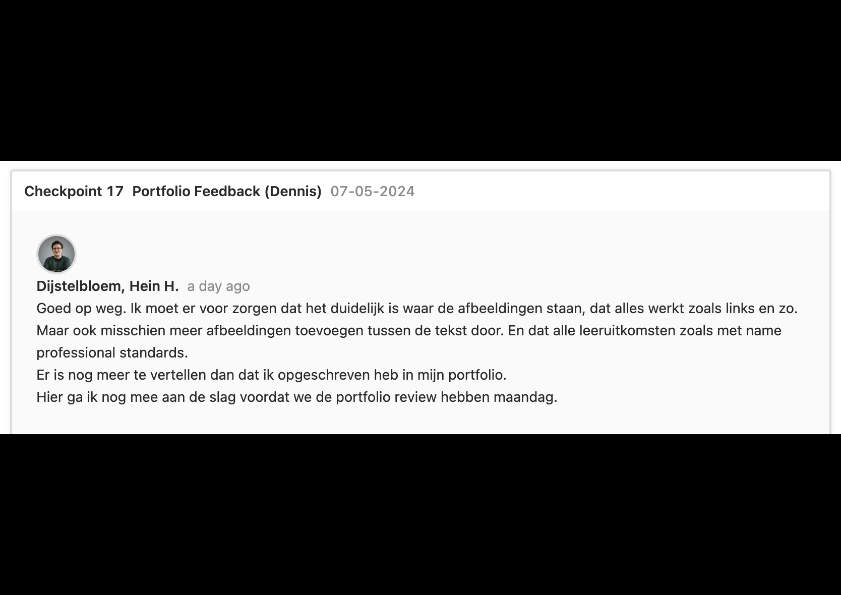 Checkpoint 17 Portfolio Feedback (Dennis) 07-05-2024
Dijstelbloem, Hein H. a day ago
Goed op weg. Ik moet er voor zorgen dat het duidelijk is waar de afbeeldingen staan, dat alles werkt zoals links en zo.
Maar ook misschien meer afbeeldingen toevoegen tussen de tekst door. En dat alle leeruitkomsten zoals met name
professional standards.
Er is nog meer te vertellen dan dat ik opgeschreven heb in mijn portfolio.
Hier ga ik nog mee aan de slag voordat we de portfolio review hebben maandag.